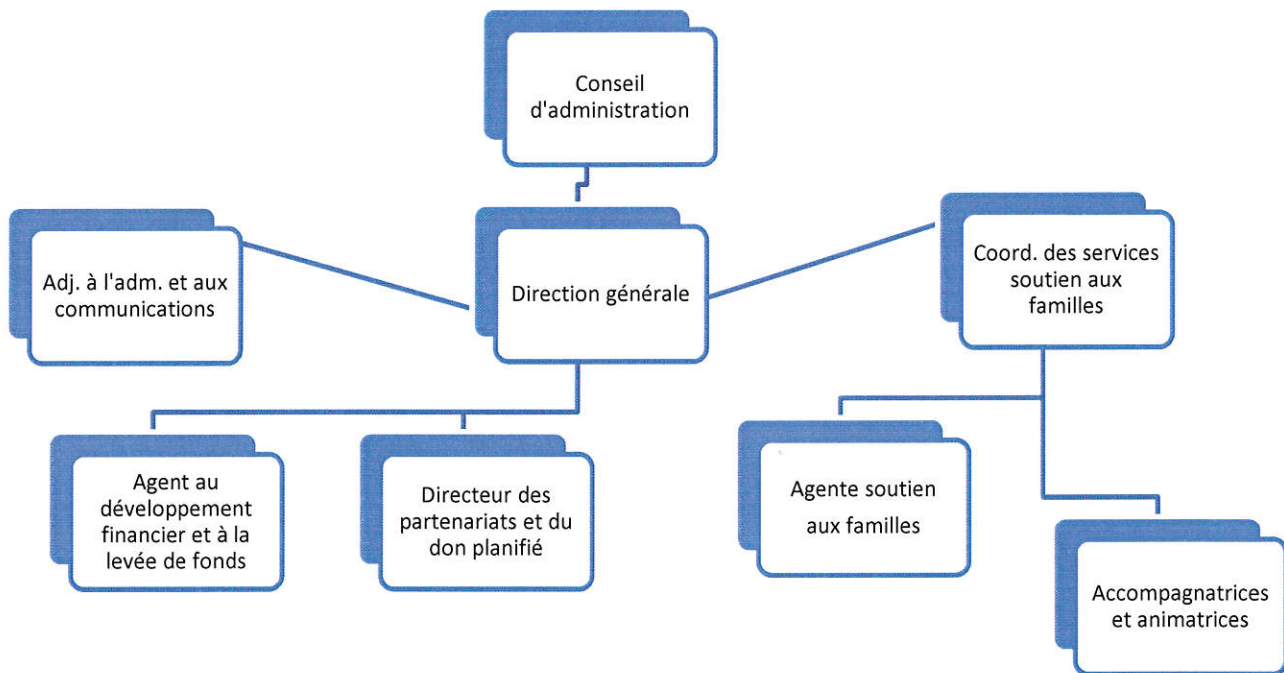 Conseil
d'administration
Adj. à l'adm. et aux
communications
Direction générale
Coord. des services
soutien aux
familles
Agent au
développement
financier et à la
levée de fonds
Directeur des
partenariats et du
don planifié
Agente soutien
aux familles
Accompagnatrices
et animatrices